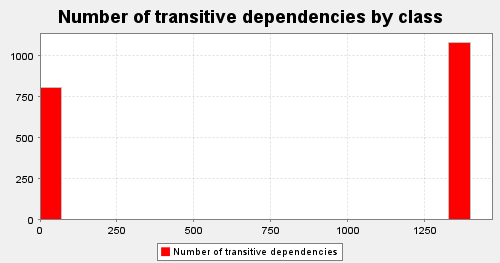 Number of transitive dependencies by class
1000
750
500
250
0
0 250 500 750 1000 1250
Number of transitive dependencies